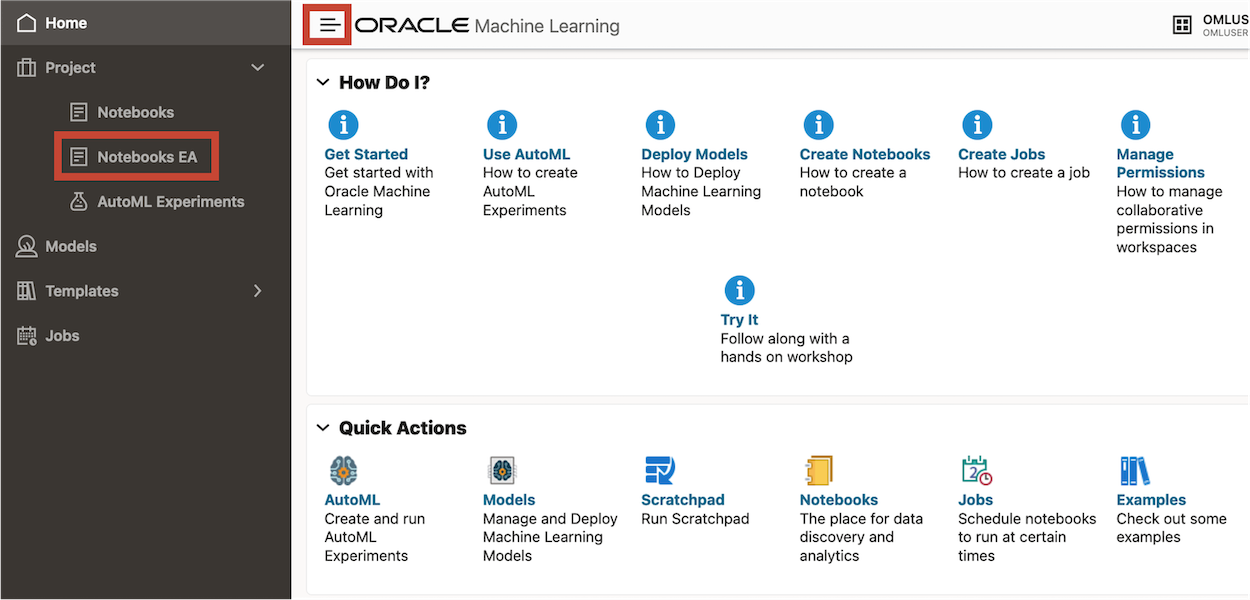 Home
Project
Notebooks
Notebooks EA
AutoML Experiments
Models
Templates
Jobs
ORACLE Machine Learning
OMLUS
OMLUSER
How Do I?
Get Started
Get started with
Oracle Machine
Learning
Use AutoML
How to create
AutoML
Experiments
Deploy Models
How to Deploy
Machine Learning
Models
Create Notebooks
How to create a
notebook
Create Jobs
How to create a job
Manage
Permissions
How to manage
collaborative
permissions in
workspaces
Try It
Follow along with a
hands on workshop
Quick Actions
AutoML
Create and run
AutoML
Experiments
Models
Manage and Deploy
Machine Learning
Models
Scratchpad
Run Scratchpad
Notebooks
The place for data
discovery and
analytics
2
Jobs
Schedule notebooks
to run at certain
times
Examples
Check out some
examples